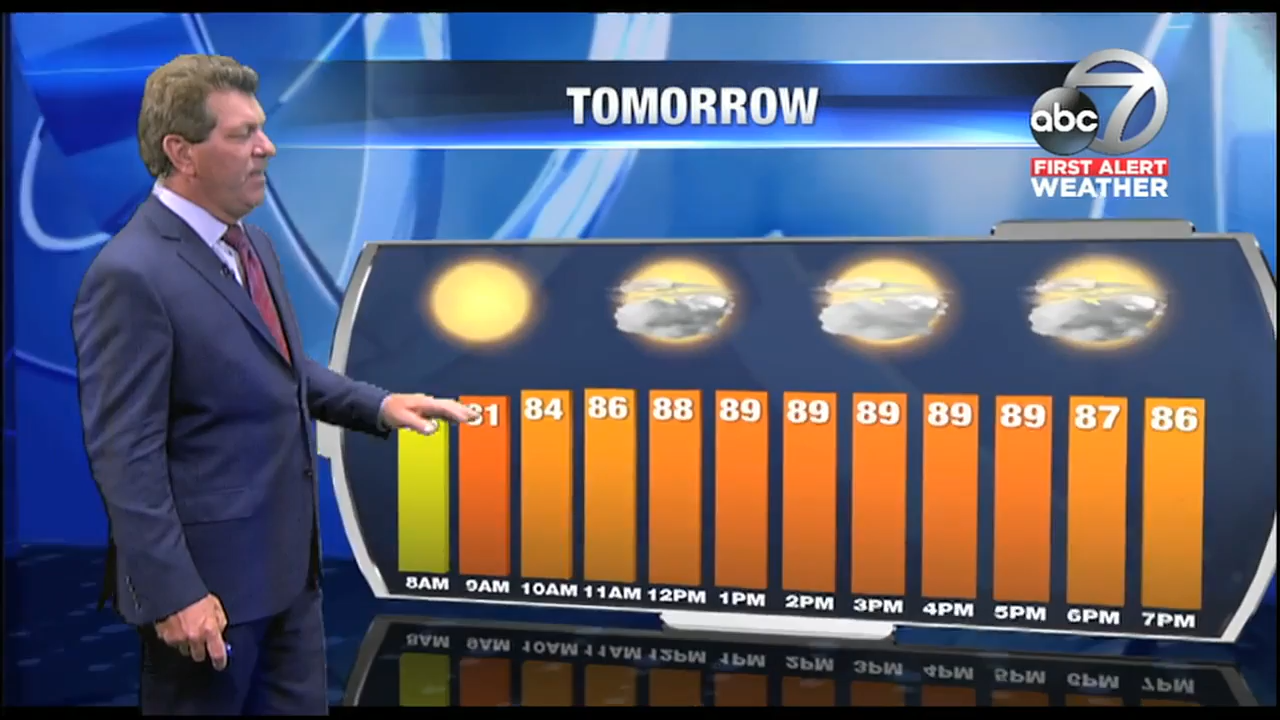 TOMORROW
abc 7
FIRST ALERT
WEATHER
81 84 86 88 89 89 89 89 89 87 86
8AM 9AM 10AM 11AM 12PM 1PM 2PM 3PM 4PM 5PM 6PM 7PM